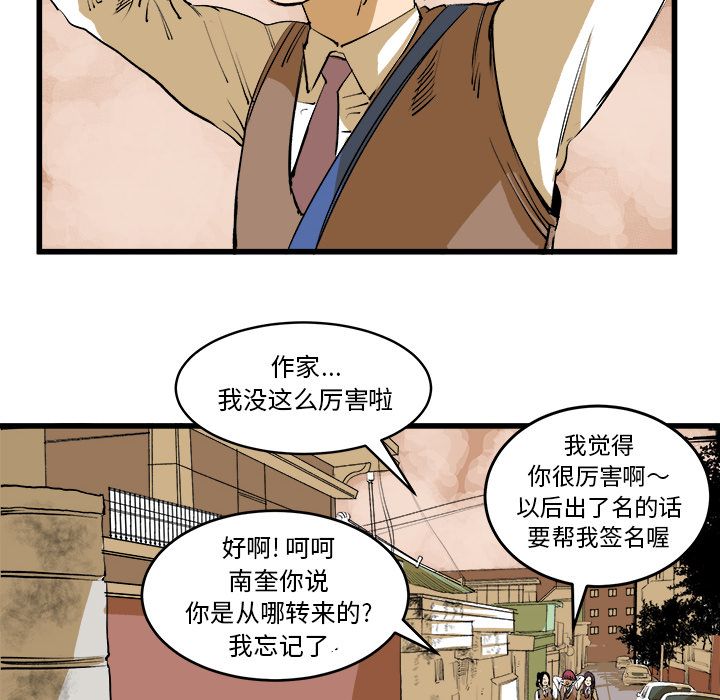 作家...
我没这么厉害啦
我觉得
你很厉害啊～
以后出了名的话
要帮我签名喔
好啊! 呵呵
南奎你说
你是从哪转来的?
我忘记了.